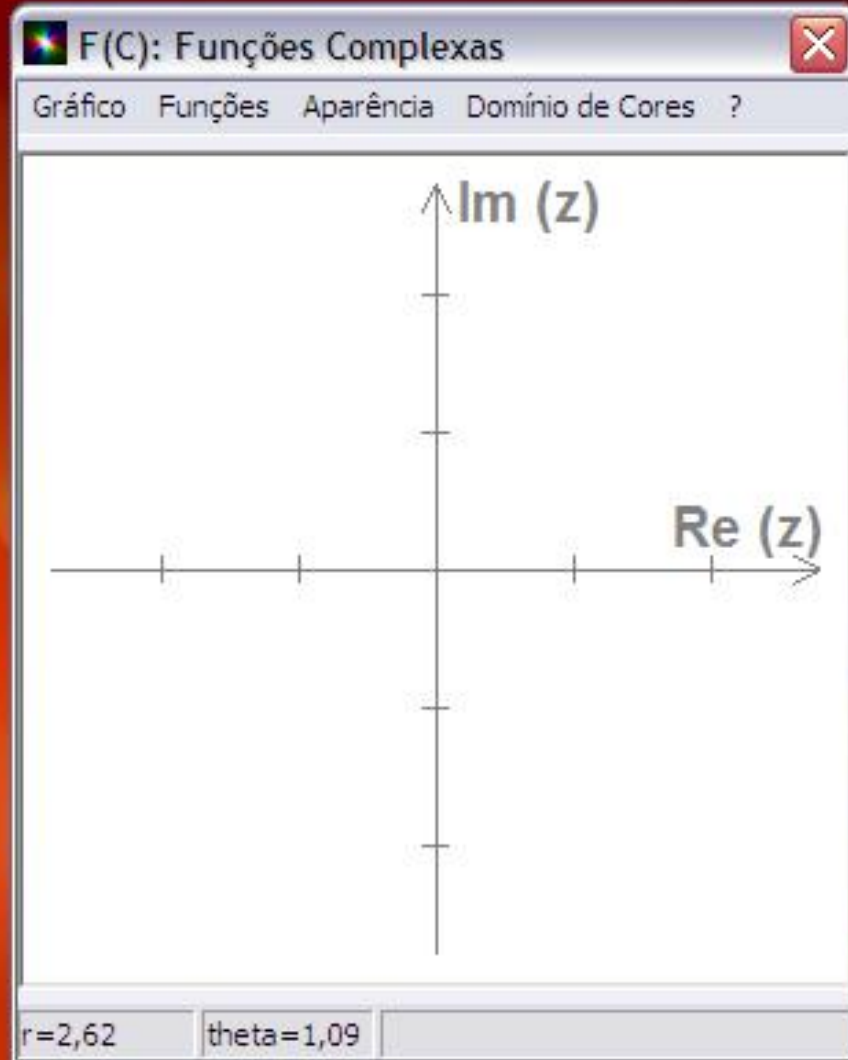 F(C): Funções Complexas
Gráfico Funções Aparência Domínio de Cores ?
Im (z)
Re (z)
r=2,62 theta=1,09